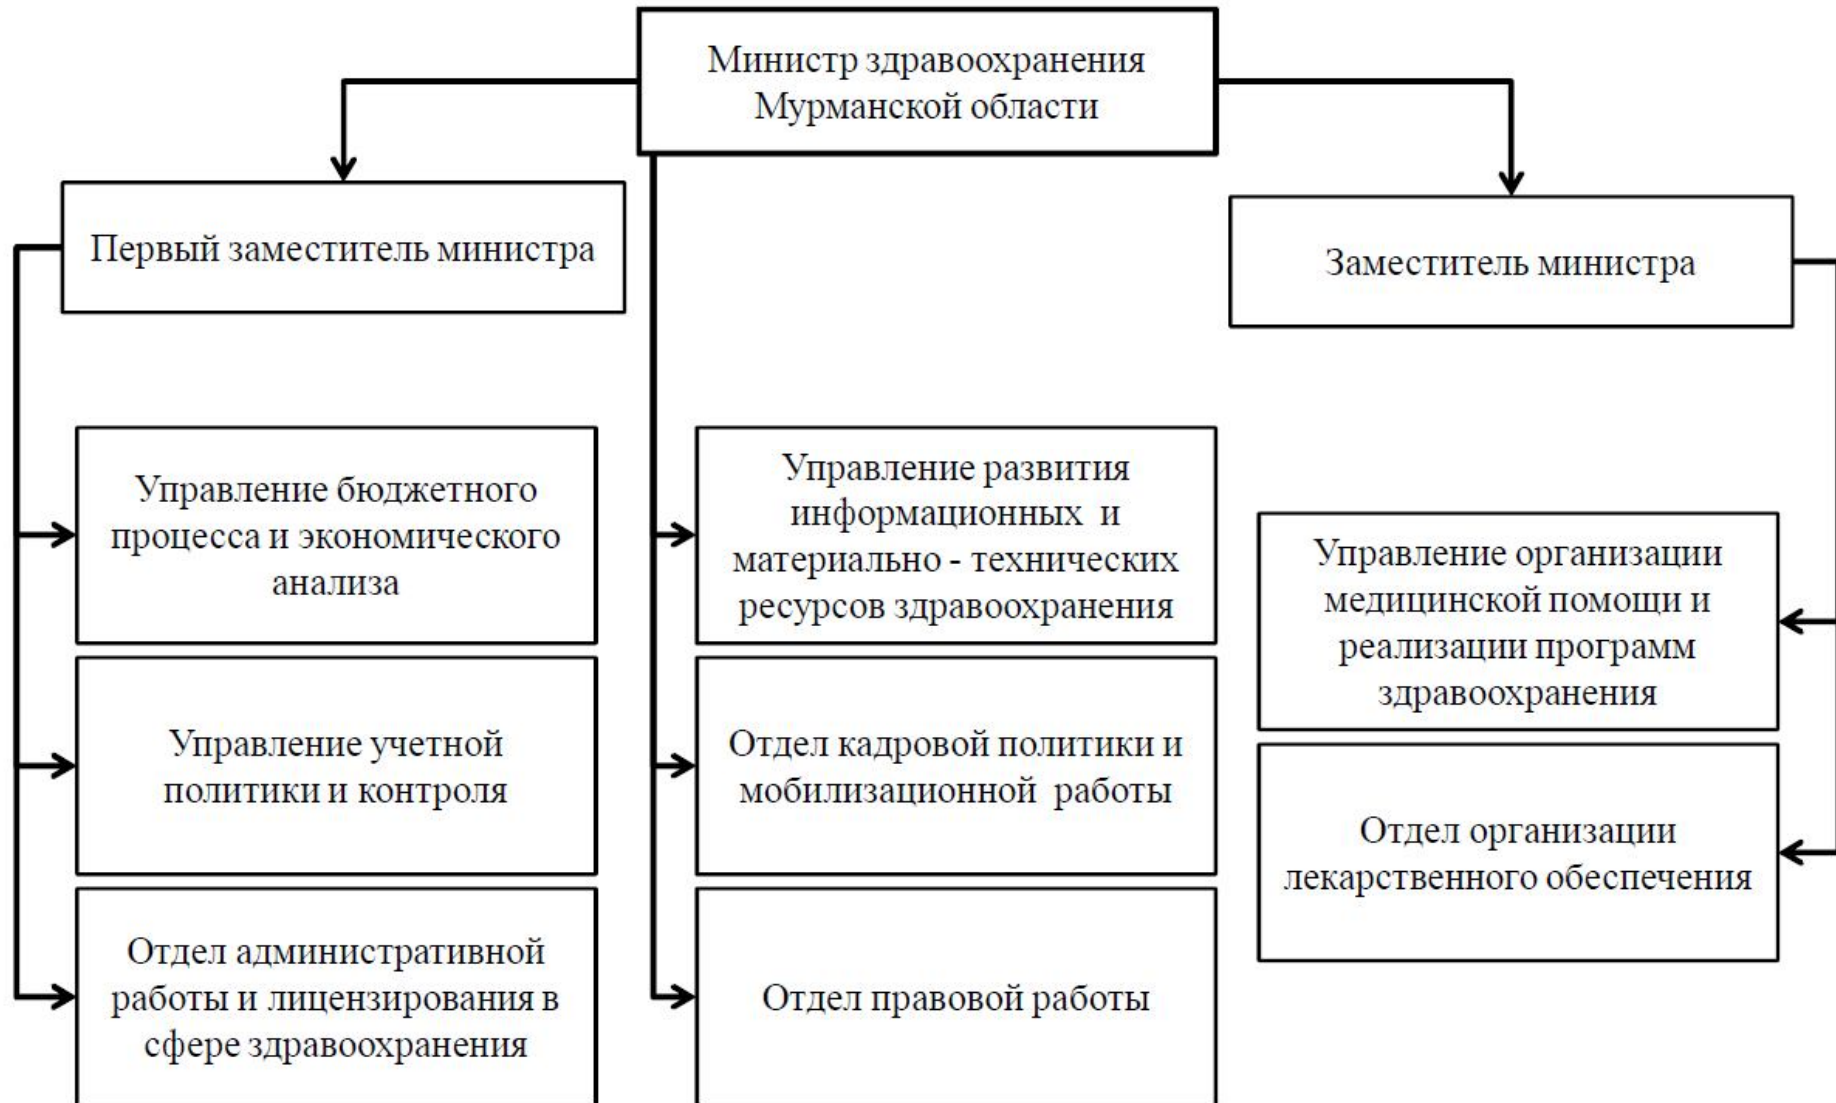 Министр здравоохранения
Мурманской области
Первый заместитель министра
Заместитель министра
Управление бюджетного
процесса и экономического
анализа
Управление учетной
политики и контроля
Отдел административной
работы и лицензирования в
сфере здравоохранения
Управление развития
информационных и
материально - технических
ресурсов здравоохранения
Отдел кадровой политики и
мобилизационной работы
Отдел правовой работы
Управление организации
медицинской помощи и
реализации программ
здравоохранения
Отдел организации
лекарственного обеспечения